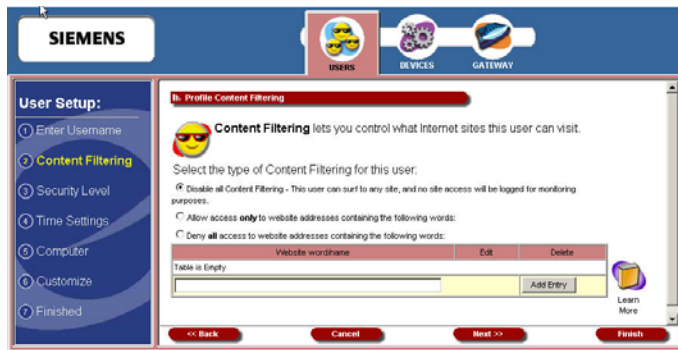 SIEMENS
USERS
DEVICES
GATEWAY
User Setup:
1 Enter Username
2 Content Filtering
3 Security Level
4 Time Settings
5 Computer
6 Customize
7 Finished
Profile Content Filtering
Content Filtering lets you control what Internet sites this user can visit.
Select the type of Content Filtering for this user:
Disable all Content Filtering - This user can surf to any site, and no site access will be logged for monitoring
purposes.
Allow access only to website addresses containing the following words:
Deny all access to website addresses containing the following words:
Website word/name Edit Delete
Table is Empty
Add Entry
Learn
More
<< Back Cancel Next >> Finish